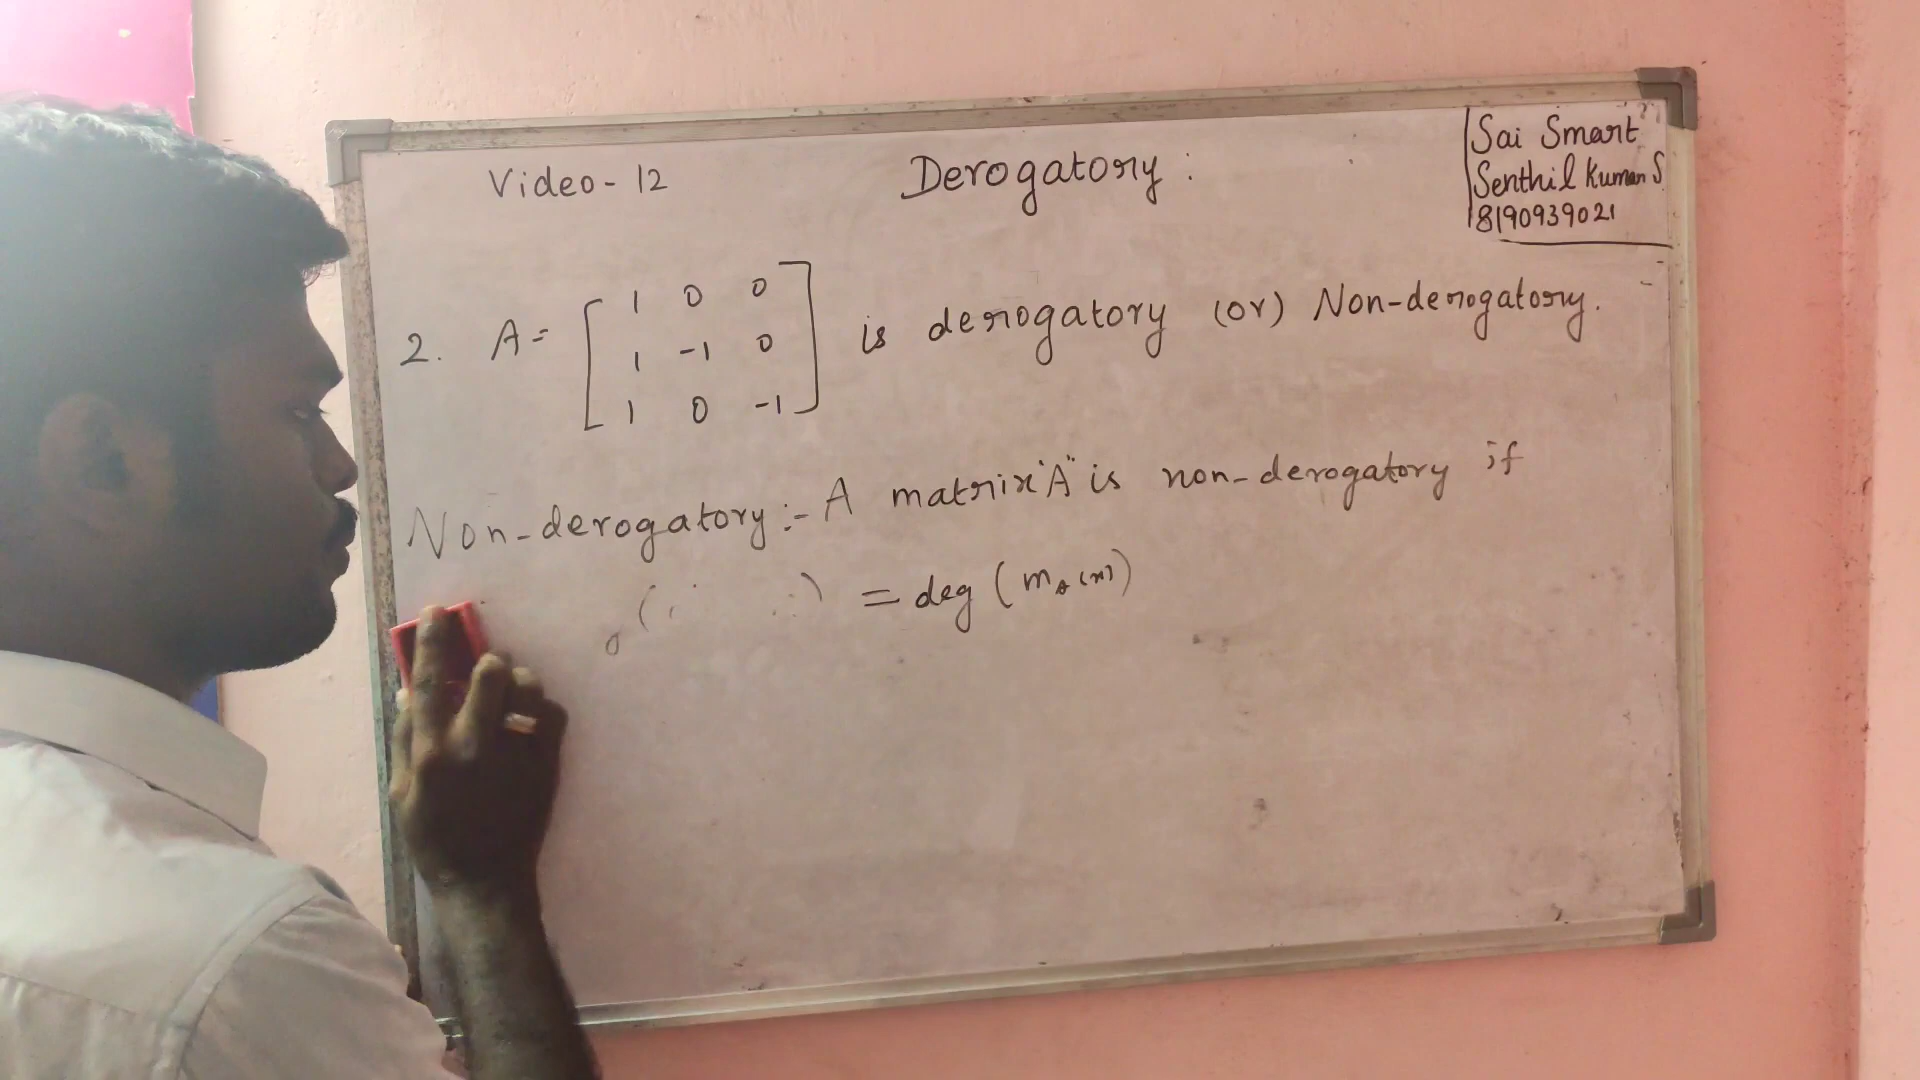 Video-12
Derogatory:
Sai Smart
Senthil Kumar S
8190939021
2. A = [ 1 0 0
1 -1 0
1 0 -1 ] is derogatory (or) Non-derogatory.
Non-derogatory:- A matrix "A" is non-derogatory if
= deg (m_A(x))